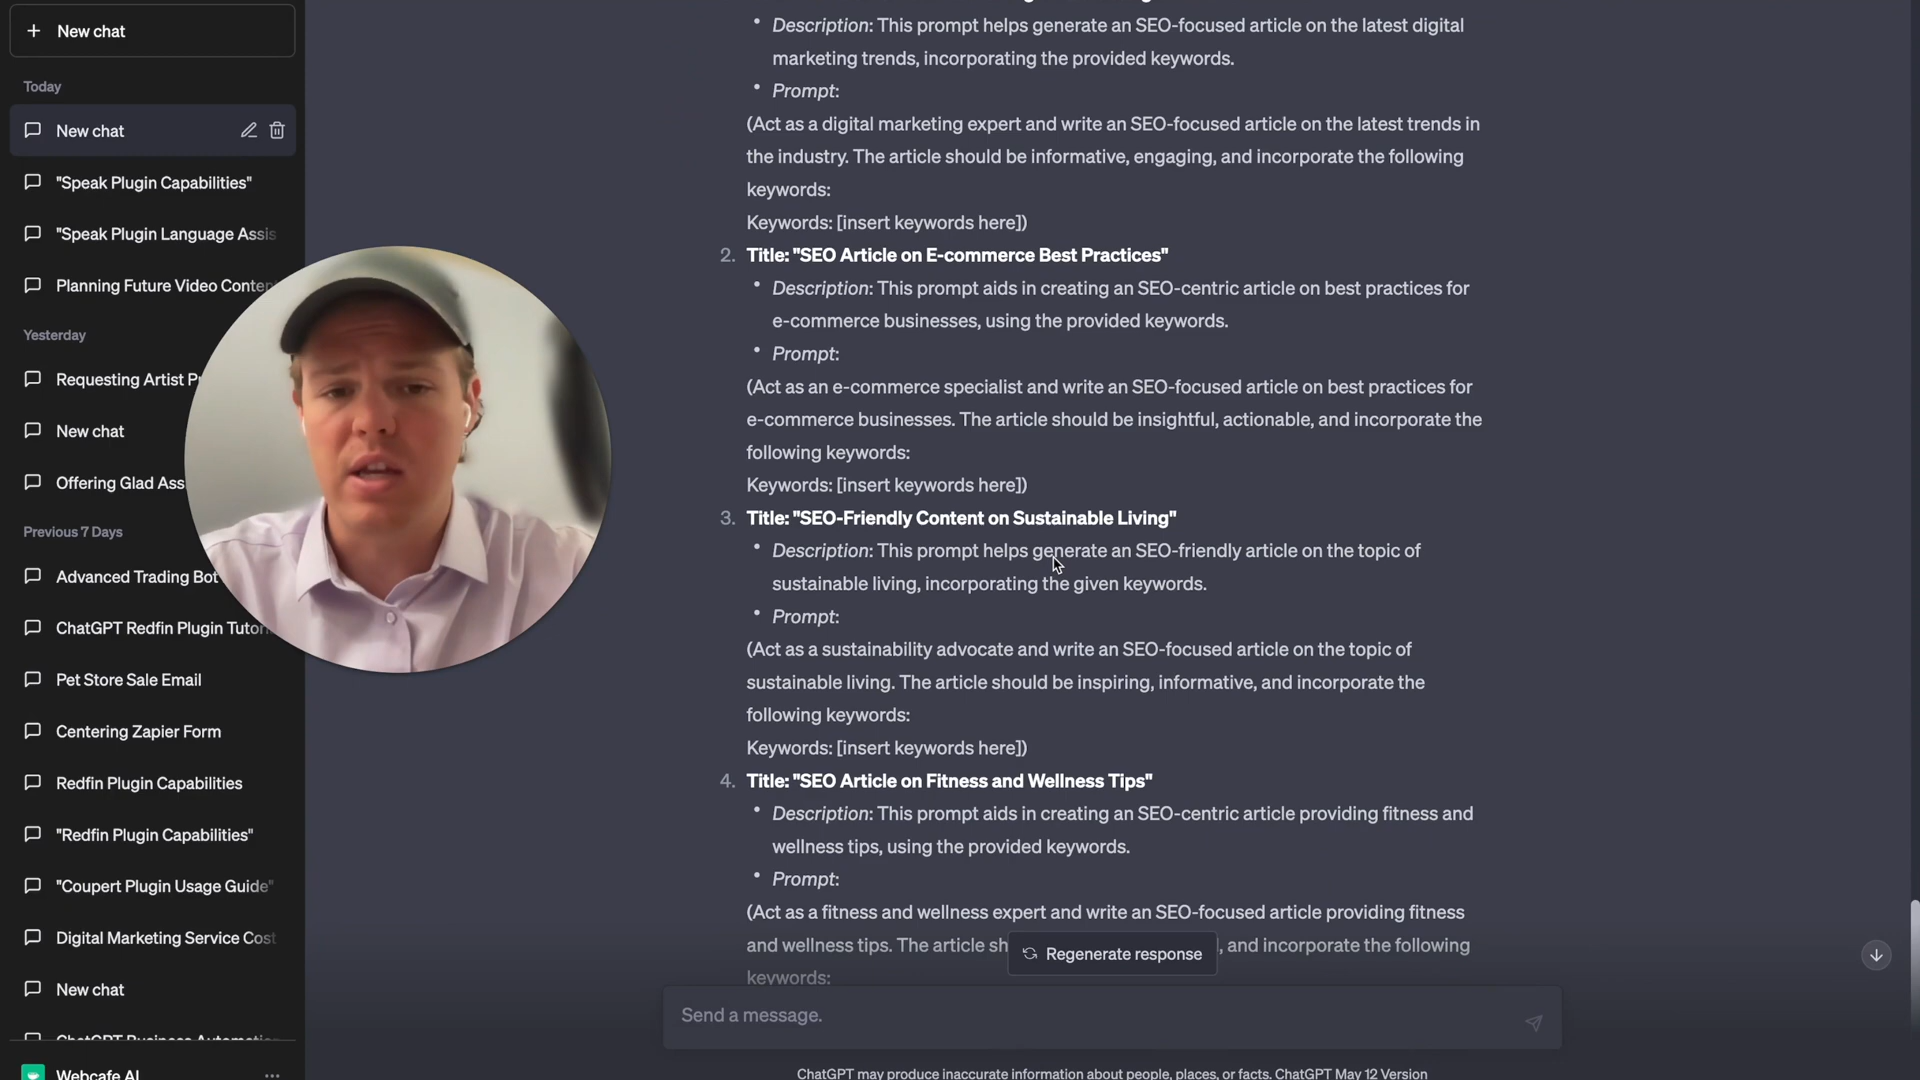 New chat
Today
New chat
"Speak Plugin Capabilities"
"Speak Plugin Language Assis
Planning Future Video Conten
Yesterday
Requesting Artist P
New chat
Offering Glad Ass
Previous 7 Days
Advanced Trading Bot
ChatGPT Redfin Plugin Tutor
Pet Store Sale Email
Centering Zapier Form
Redfin Plugin Capabilities
"Redfin Plugin Capabilities"
"Coupert Plugin Usage Guide"
Digital Marketing Service Cost
New chat
ChatGPT Business Automation
Webcafe AI
• Description: This prompt helps generate an SEO-focused article on the latest digital
marketing trends, incorporating the provided keywords.
• Prompt:
(Act as a digital marketing expert and write an SEO-focused article on the latest trends in
the industry. The article should be informative, engaging, and incorporate the following
keywords:
Keywords: [insert keywords here])
2. Title: "SEO Article on E-commerce Best Practices"
• Description: This prompt aids in creating an SEO-centric article on best practices for
e-commerce businesses, using the provided keywords.
• Prompt:
(Act as an e-commerce specialist and write an SEO-focused article on best practices for
e-commerce businesses. The article should be insightful, actionable, and incorporate the
following keywords:
Keywords: [insert keywords here])
3. Title: "SEO-Friendly Content on Sustainable Living"
• Description: This prompt helps generate an SEO-friendly article on the topic of
sustainable living, incorporating the given keywords.
• Prompt:
(Act as a sustainability advocate and write an SEO-focused article on the topic of
sustainable living. The article should be inspiring, informative, and incorporate the
following keywords:
Keywords: [insert keywords here])
4. Title: "SEO Article on Fitness and Wellness Tips"
• Description: This prompt aids in creating an SEO-centric article providing fitness and
wellness tips, using the provided keywords.
• Prompt:
(Act as a fitness and wellness expert and write an SEO-focused article providing fitness
and wellness tips. The article sh , and incorporate the following
keywords:
Regenerate response
Send a message.
ChatGPT may produce inaccurate information about people, places, or facts. ChatGPT May 12 Version